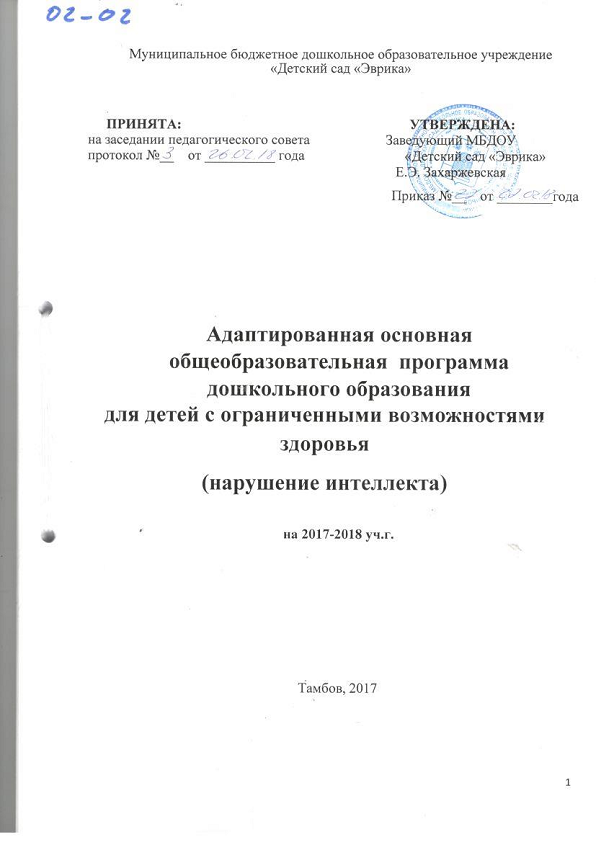 02-02
Муниципальное бюджетное дошкольное образовательное учреждение
«Детский сад «Эврика»
ПРИНЯТА:
на заседании педагогического совета
протокол № 3 от 26.02.18 года
УТВЕРЖДЕНА:
Заведующий МБДОУ
«Детский сад «Эврика»
Е.Э. Захаржевская
Приказ № от года
Адаптированная основная
общеобразовательная программа
дошкольного образования
для детей с ограниченными возможностями
здоровья
(нарушение интеллекта)
на 2017-2018 уч.г.
Тамбов, 2017
1